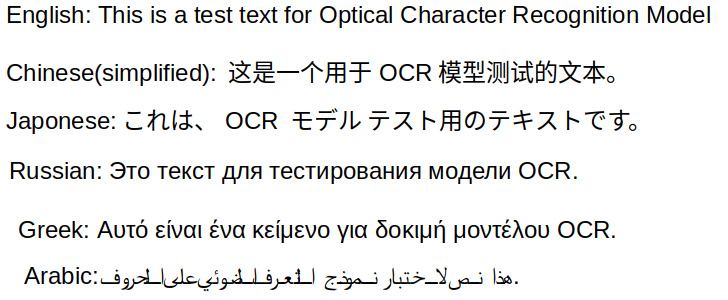 English: This is a test text for Optical Character Recognition Model
Chinese(simplified): 这是一个用于 OCR 模型测试的文本。
Japonese: これは、 OCR モデル テスト用のテキストです。
Russian: Это текст для тестирования модели OCR.
Greek: Αυτό είναι ένα κείμενο για δοκιμή μοντέλου OCR.
Arabic: هذا نص لاختبار نموذج التعرف الضوئي على الحروف.